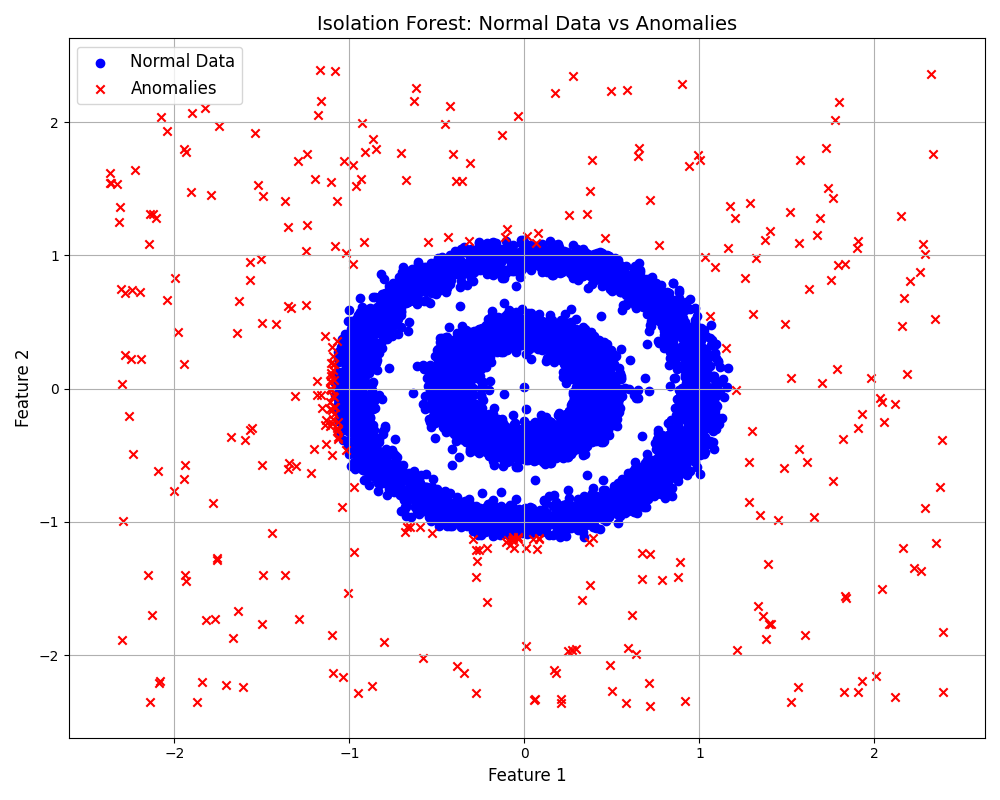 Isolation Forest: Normal Data vs Anomalies
Normal Data
Anomalies
2
1
0
−1
−2
Feature 2
−2
−1
0
1
2
Feature 1